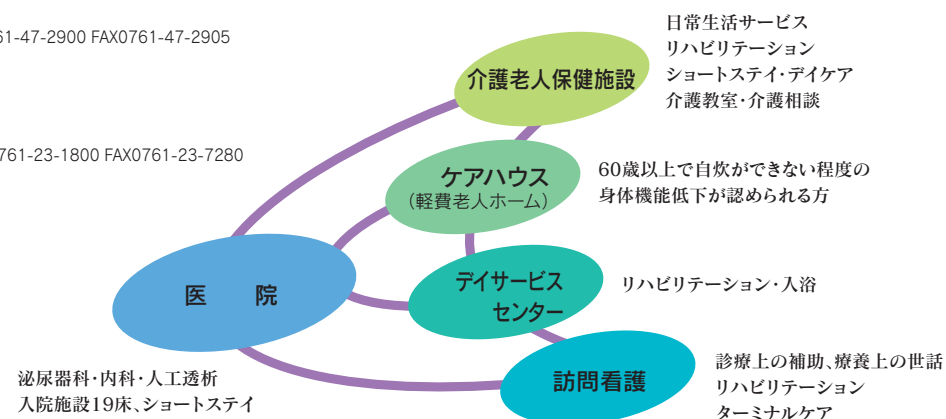 61-47-2900 FAX0761-47-2905
0761-23-1800 FAX0761-23-7280
介護老人保健施設
日常生活サービス
リハビリテーション
ショートステイ・デイケア
介護教室・介護相談
ケアハウス
(軽費老人ホーム)
60歳以上で自炊ができない程度の
身体機能低下が認められる方
医 院
泌尿器科・内科・人工透析
入院施設19床、ショートステイ
デイサービス
センター
リハビリテーション・入浴
訪問看護
診療上の補助、療養上の世話
リハビリテーション
ターミナルケア